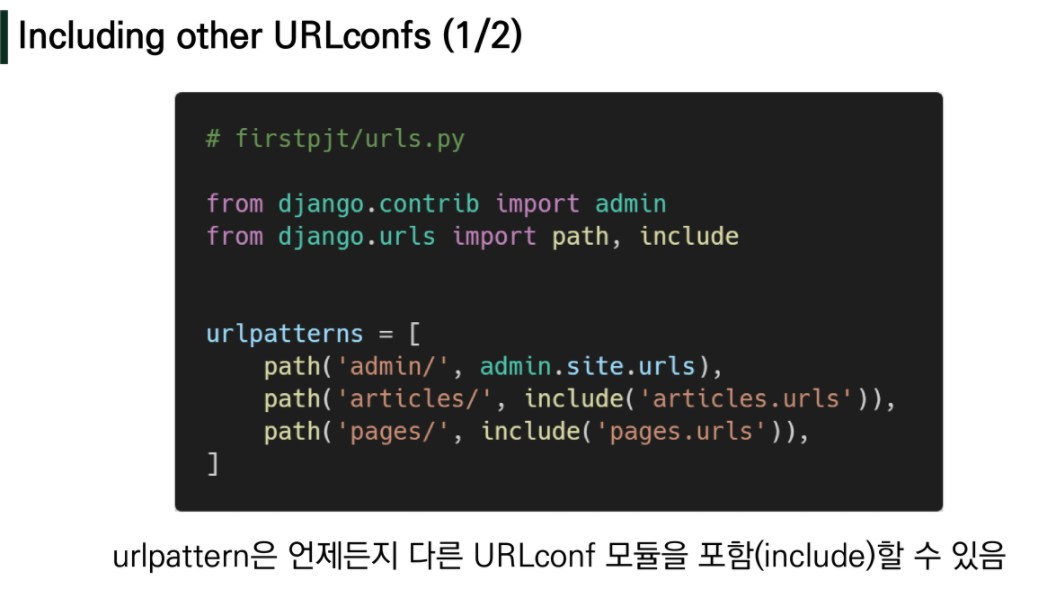 Including other URLconfs (1/2)
# firstpjt/urls.py
from django.contrib import admin
from django.urls import path, include
urlpatterns = [
    path('admin/', admin.site.urls),
    path('articles/', include('articles.urls')),
    path('pages/', include('pages.urls')),
]
urlpattern은 언제든지 다른 URLconf 모듈을 포함(include)할 수 있음